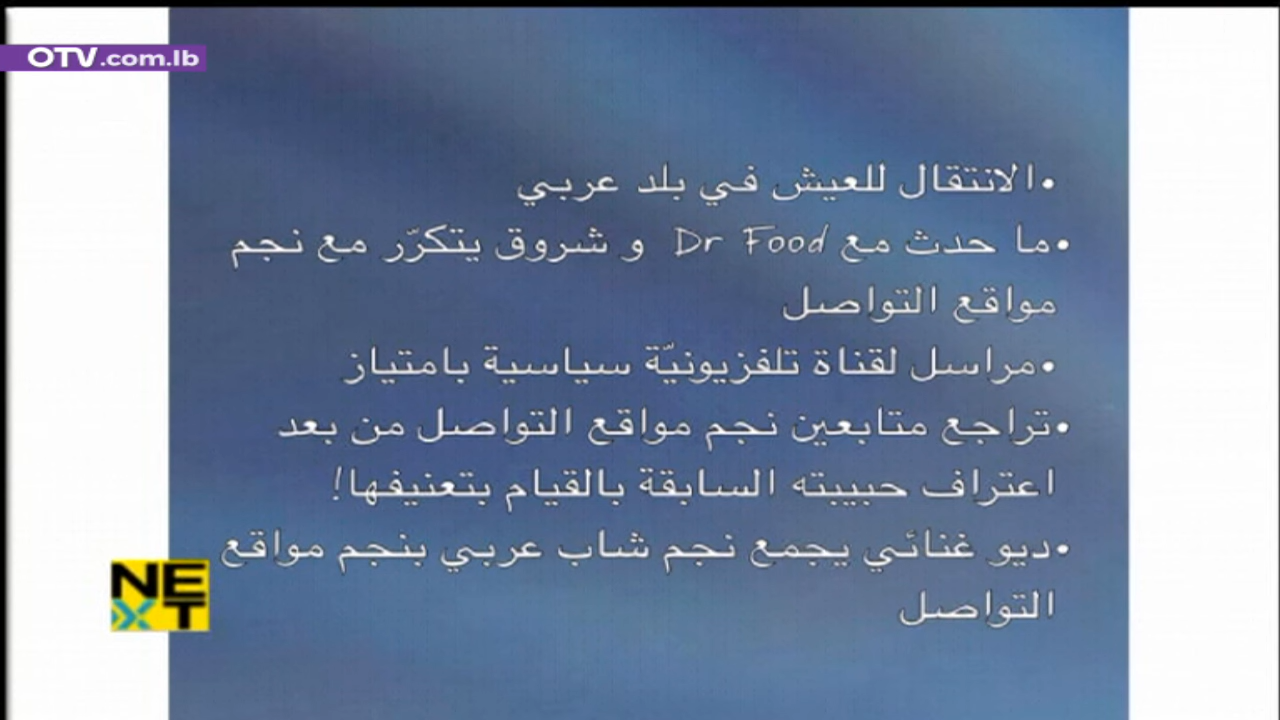 OTV.com.lb
•الانتقال للعيش في بلد عربي
•ما حدث مع Dr Food و شروق يتكرّر مع نجم
مواقع التواصل
•مراسل لقناة تلفزيونيّة سياسية بامتياز
•تراجع متابعين نجم مواقع التواصل من بعد
اعتراف حبيبته السابقة بالقيام بتعنيفها!
•ديو غنائي يجمع نجم شاب عربي بنجم مواقع
التواصل
NEXT